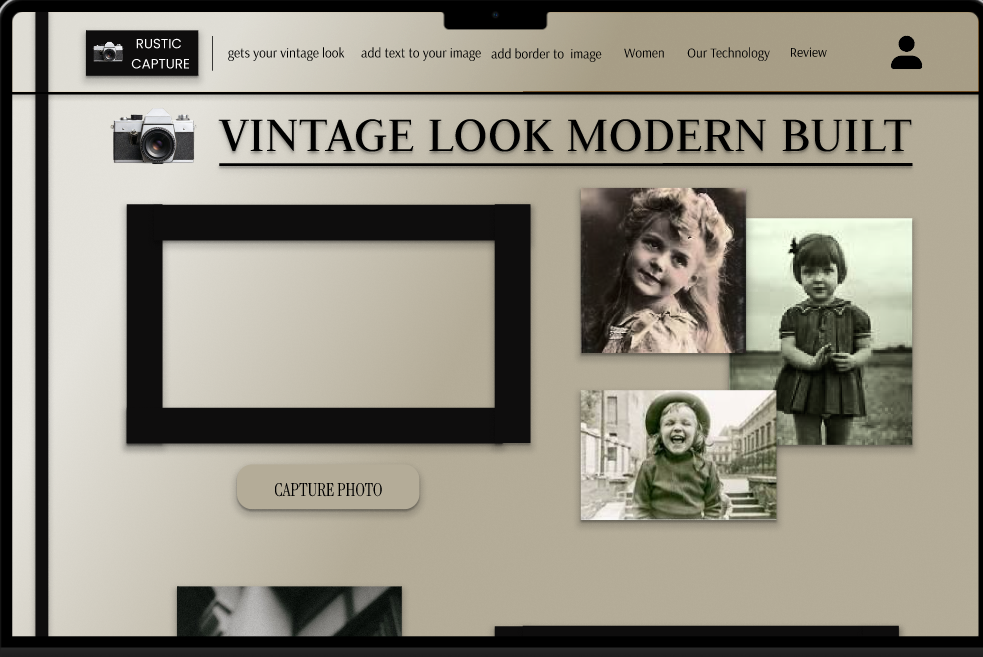 RUSTIC
CAPTURE
gets your vintage look add text to your image add border to image Women Our Technology Review
VINTAGE LOOK MODERN BUILT
CAPTURE PHOTO